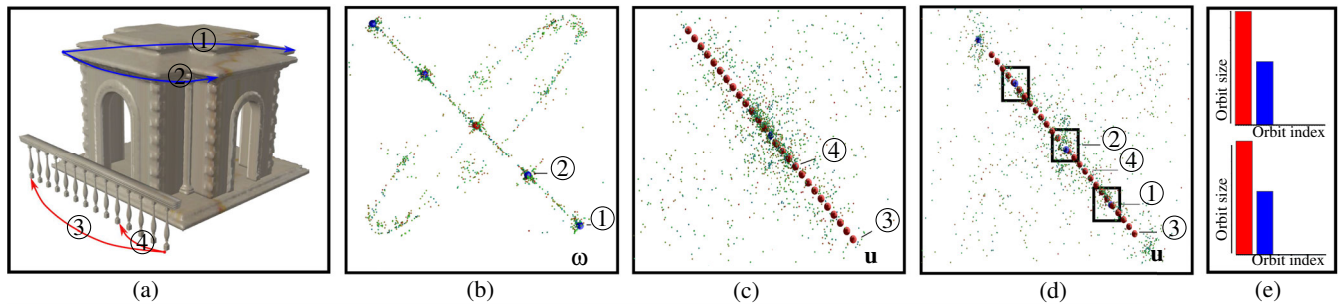 ①
②
③
④
②
①
ω
④
③
u
②
④
①
③
u
Orbit size
Orbit index
Orbit size
Orbit index
(a)
(b)
(c)
(d)
(e)